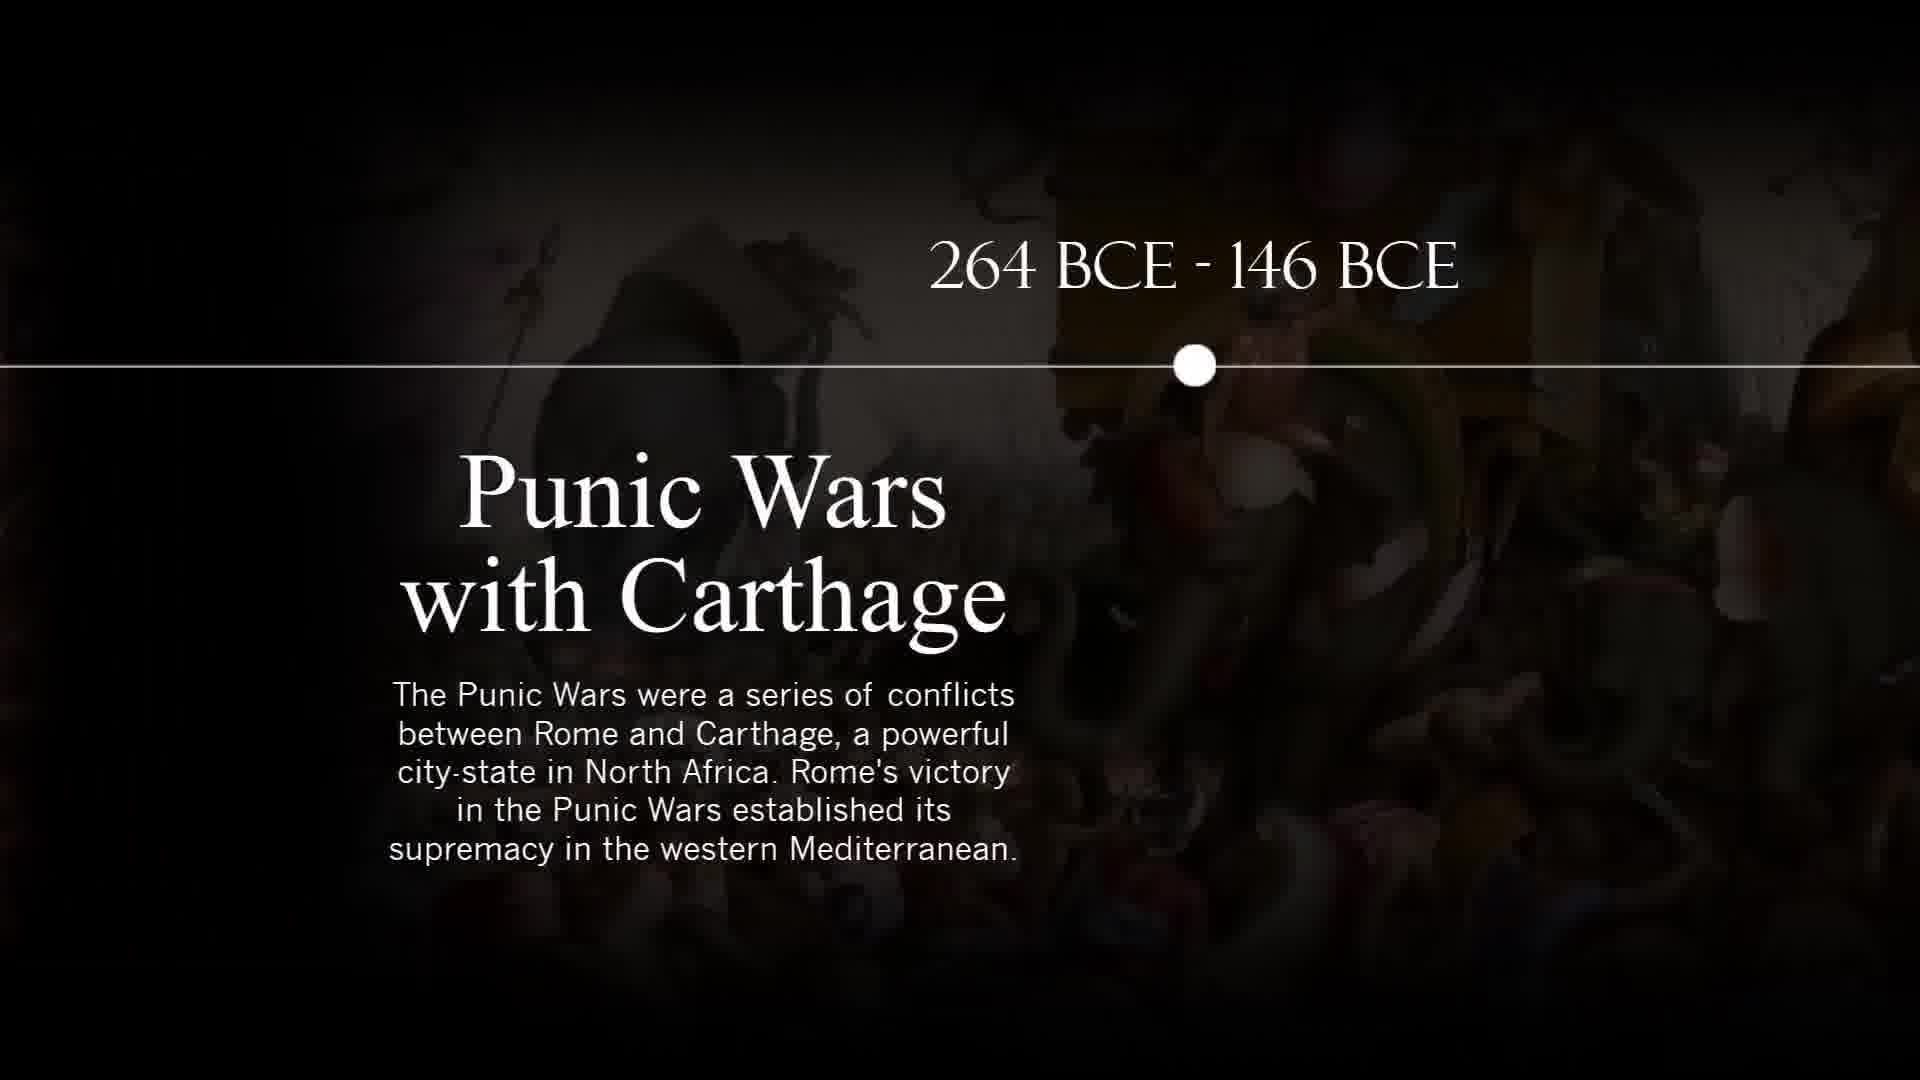 264 BCE - 146 BCE
Punic Wars
with Carthage
The Punic Wars were a series of conflicts
between Rome and Carthage, a powerful
city-state in North Africa. Rome's victory
in the Punic Wars established its
supremacy in the western Mediterranean.